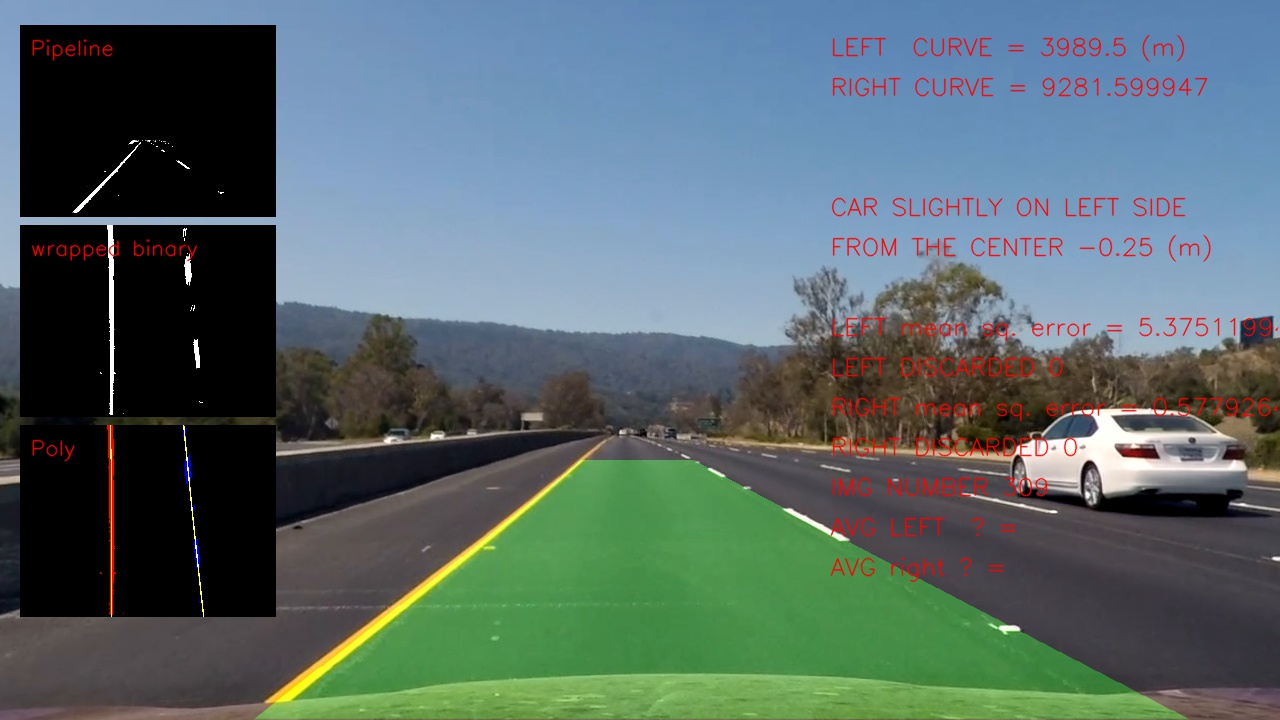 Pipeline
wrapped binary
Poly
LEFT CURVE = 3989.5 (m)
RIGHT CURVE = 9281.599947
CAR SLIGHTLY ON LEFT SIDE
FROM THE CENTER -0.25 (m)
LEFT mean sq. error = 5.3751199
LEFT DISCARDED 0
RIGHT mean sq. error = 0.577926
RIGHT DISCARDED 0
IMG NUMBER 309
AVG LEFT ? =
AVG right ? =